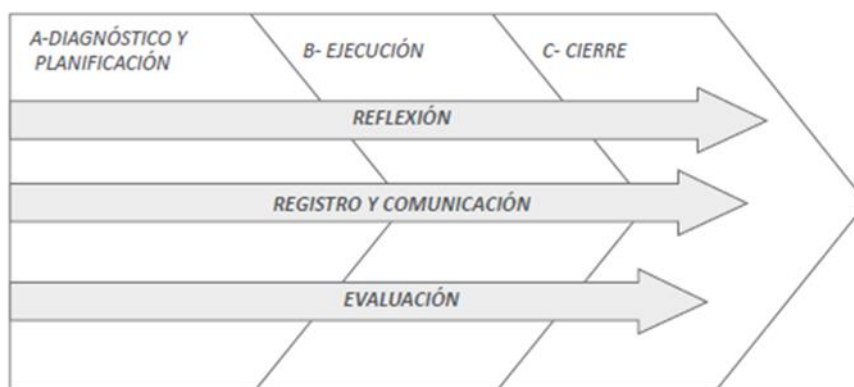 A-DIAGNÓSTICO Y
PLANIFICACIÓN
B- EJECUCIÓN
C- CIERRE
REFLEXIÓN
REGISTRO Y COMUNICACIÓN
EVALUACIÓN